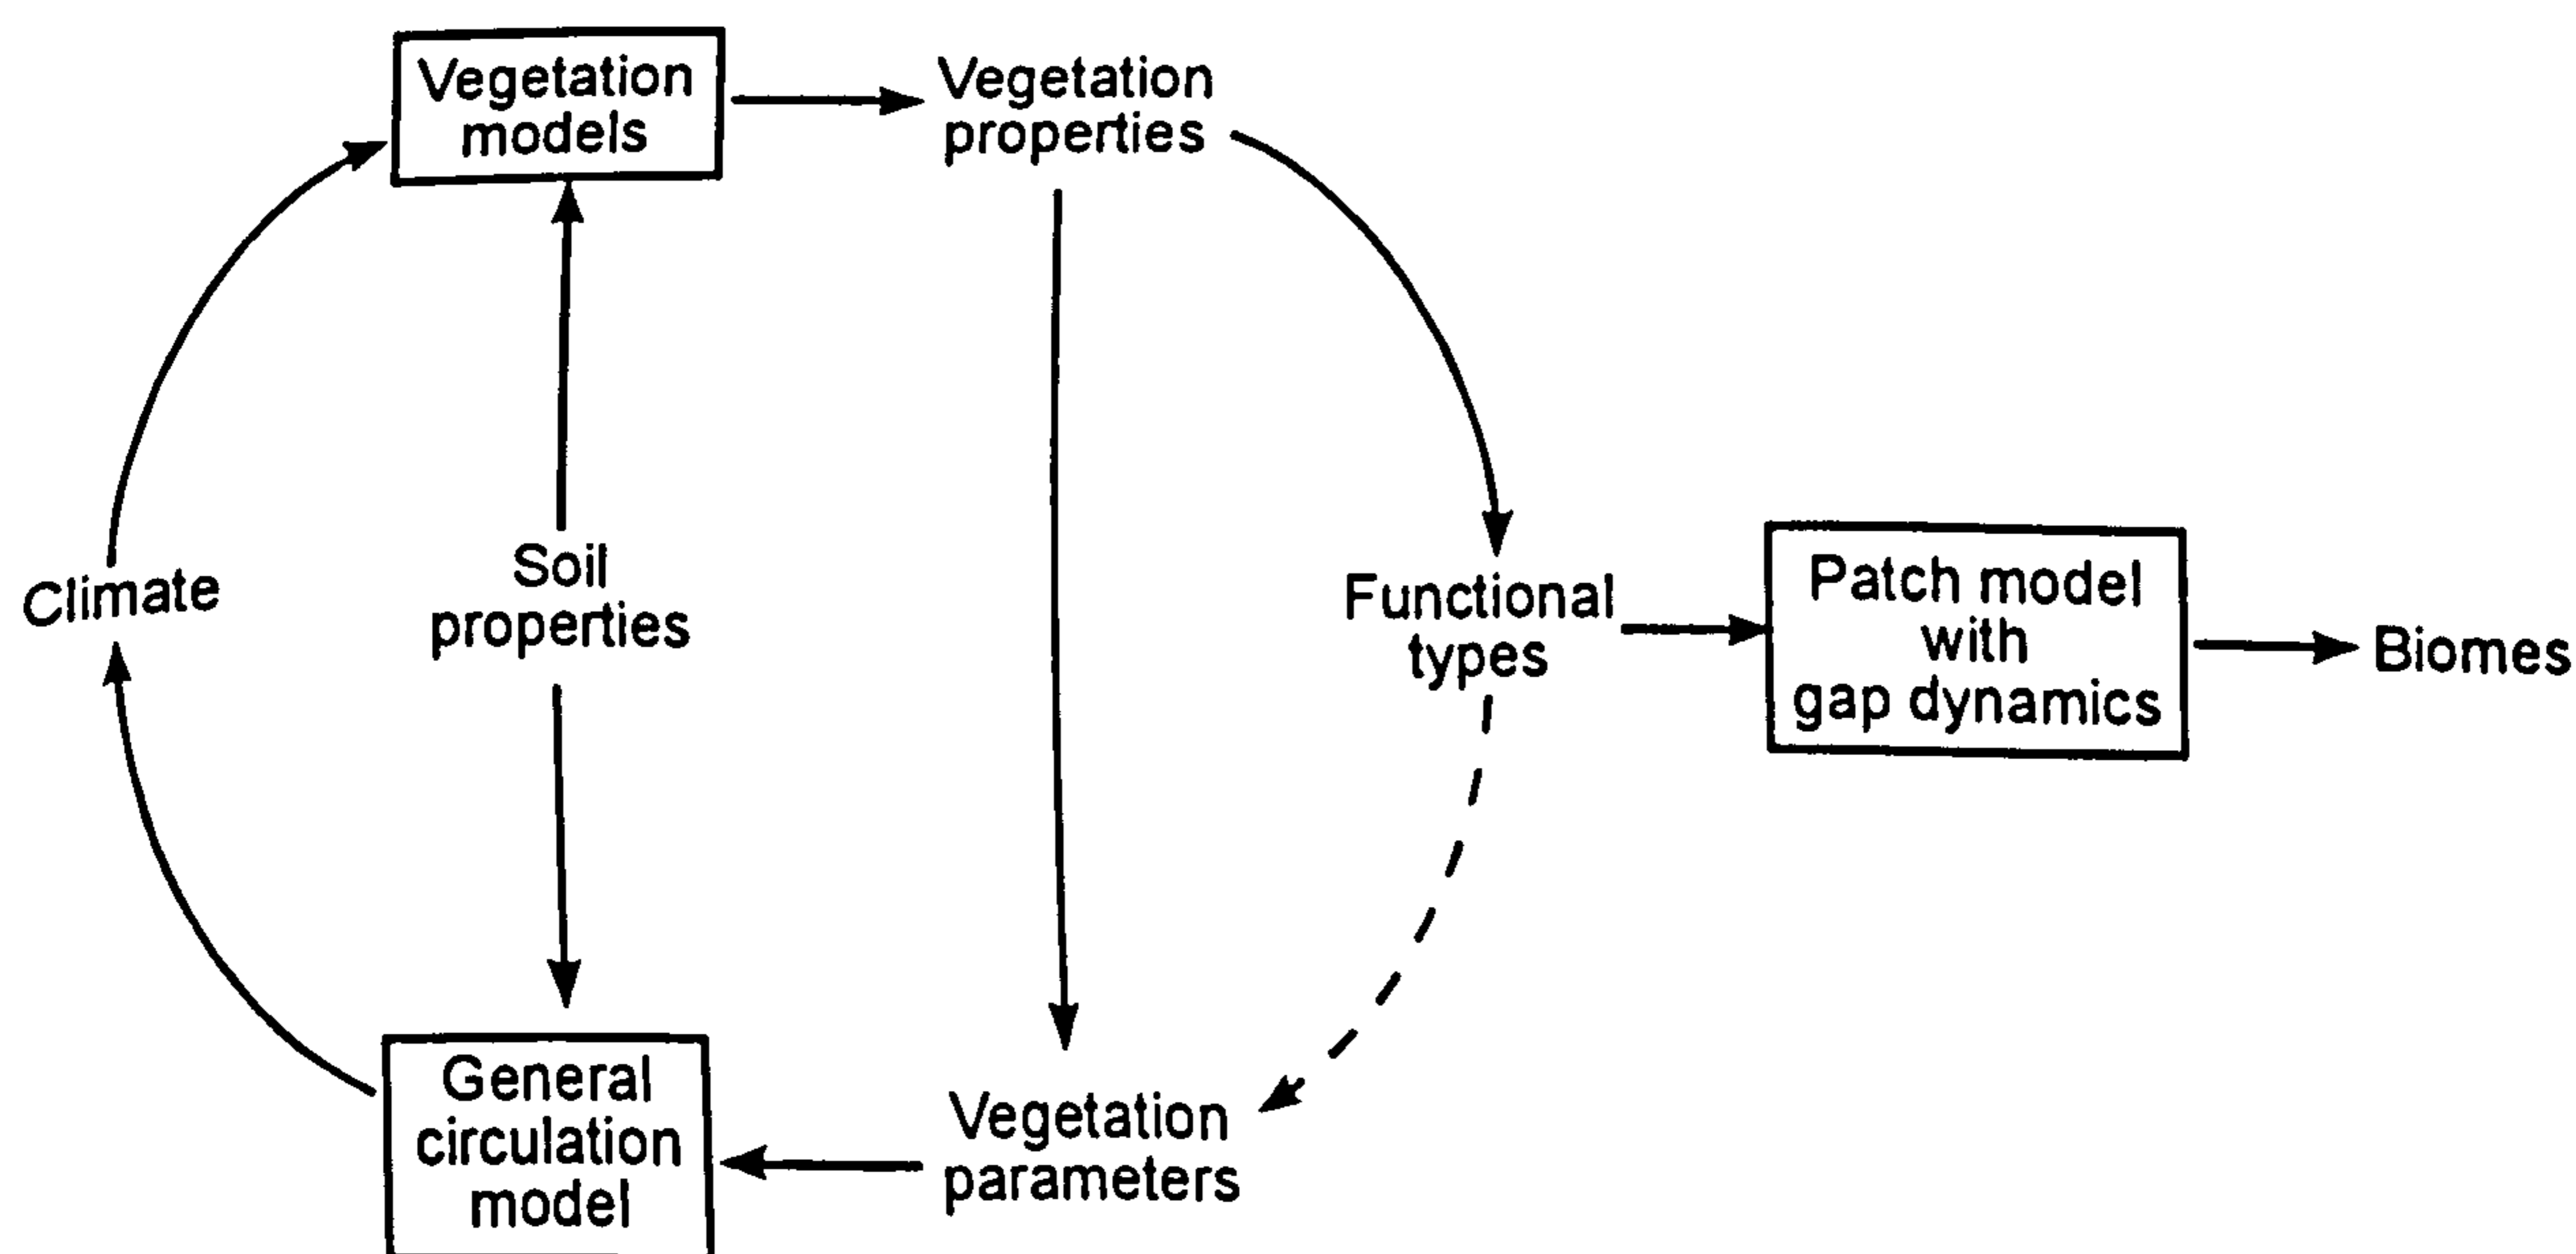 Vegetation
models
Vegetation
properties
Climate
Soil
properties
Functional
types
Patch model
with
gap dynamics
Biomes
General
circulation
model
Vegetation
parameters